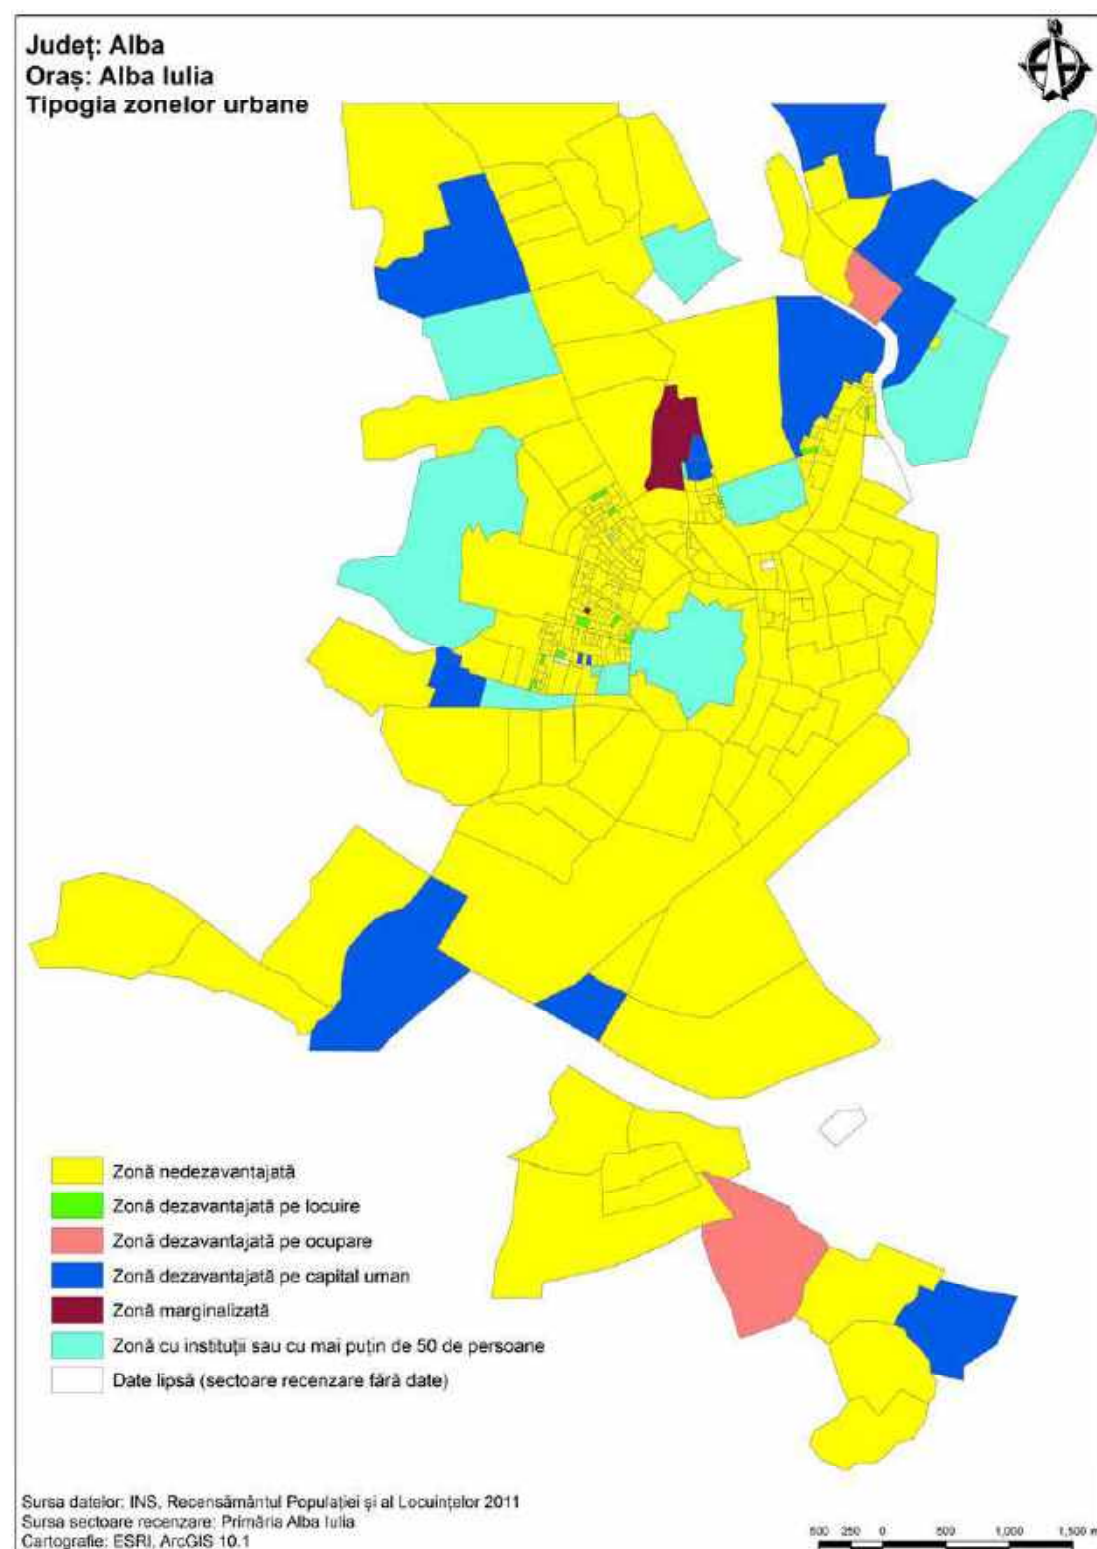 Județ: Alba
Oraș: Alba Iulia
Tipogia zonelor urbane
Zonă nedezavantajată
Zonă dezavantajată pe locuire
Zonă dezavantajată pe ocupare
Zonă dezavantajată pe capital uman
Zonă marginalizată
Zonă cu instituții sau cu mai puțin de 50 de persoane
Date lipsă (sectoare recenzare fără date)
Sursa datelor: INS, Recensământul Populației și al Locuințelor 2011
Sursa sectoare recenzare: Primăria Alba Iulia
Cartografie: ESRI, ArcGIS 10.1
500 250 0 500 1,000 1,500 m